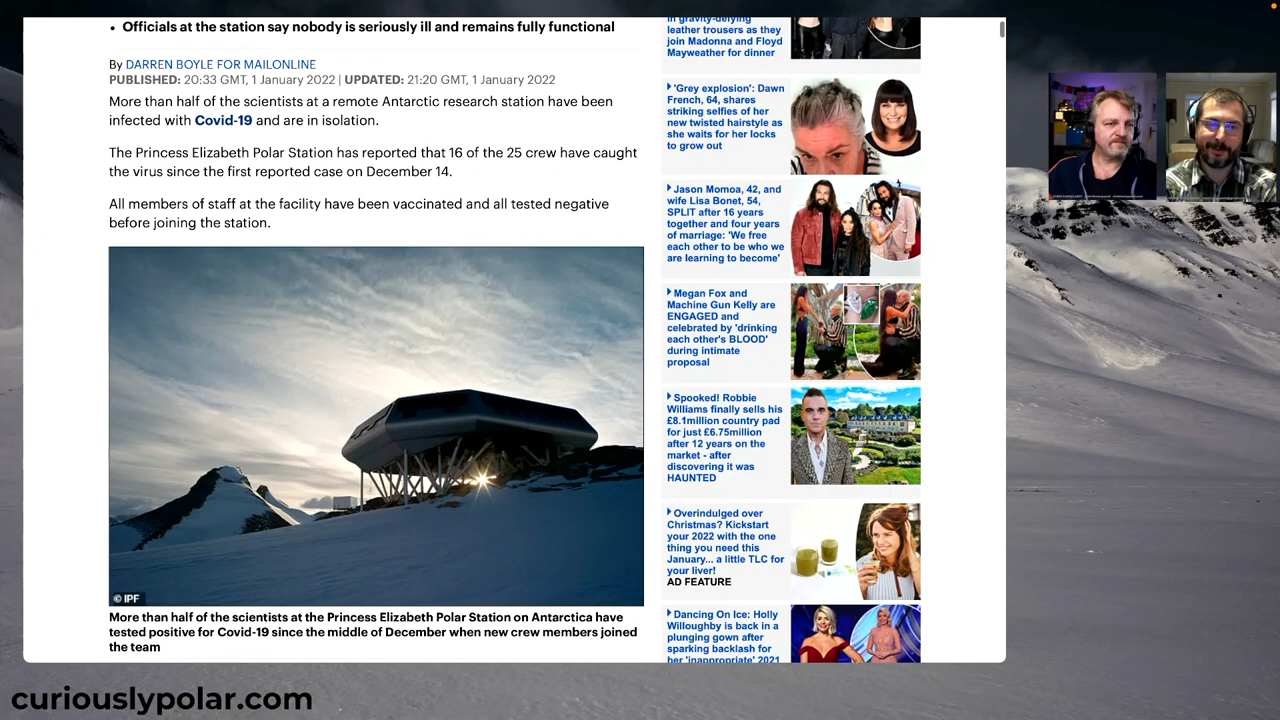 • Officials at the station say nobody is seriously ill and remains fully functional
By DARREN BOYLE FOR MAILONLINE
PUBLISHED: 20:33 GMT, 1 January 2022 | UPDATED: 21:20 GMT, 1 January 2022
More than half of the scientists at a remote Antarctic research station have been
infected with Covid-19 and are in isolation.
The Princess Elizabeth Polar Station has reported that 16 of the 25 crew have caught
the virus since the first reported case on December 14.
All members of staff at the facility have been vaccinated and all tested negative
before joining the station.
© IPF
More than half of the scientists at the Princess Elizabeth Polar Station on Antarctica have
tested positive for Covid-19 since the middle of December when new crew members joined
the team
in gravity-defying
leather trousers as they
join Madonna and Floyd
Mayweather for dinner
'Grey explosion': Dawn
French, 64, shares
striking selfies of her
new twisted hairstyle as
she waits for her locks
to grow out
Jason Momoa, 42, and
wife Lisa Bonet, 54,
SPLIT after 16 years
together and four years
of marriage: 'We free
each other to be who we
are learning to become'
Megan Fox and
Machine Gun Kelly are
ENGAGED and
celebrated by 'drinking
each other's BLOOD'
during intimate
proposal
Spooked! Robbie
Williams finally sells his
£8.1million country pad
for just £6.75million
after 12 years on the
market - after
discovering it was
HAUNTED
Overindulged over
Christmas? Kickstart
your 2022 with the one
thing you need this
January... a little TLC for
your liver!
AD FEATURE
Dancing On Ice: Holly
Willoughby is back in a
plunging gown after
sparking backlash for
her 'inappropriate' 2021
curiouslypolar.com